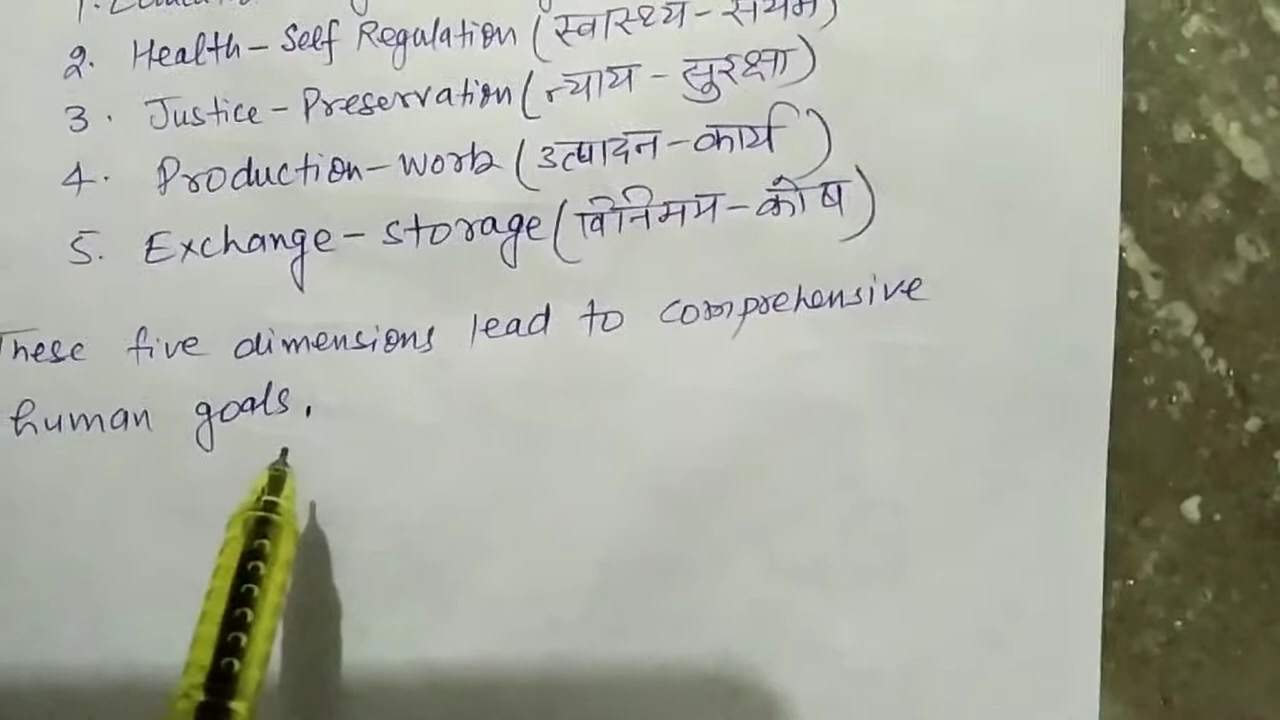 2. Health - Self Regulation (स्वास्थ्य - संयम)
3. Justice - Preservation (न्याय - सुरक्षा)
4. Production - Work (उत्पादन - कार्य)
5. Exchange - storage (विनिमय - कोष)
These five dimensions lead to comprehensive
human goals.